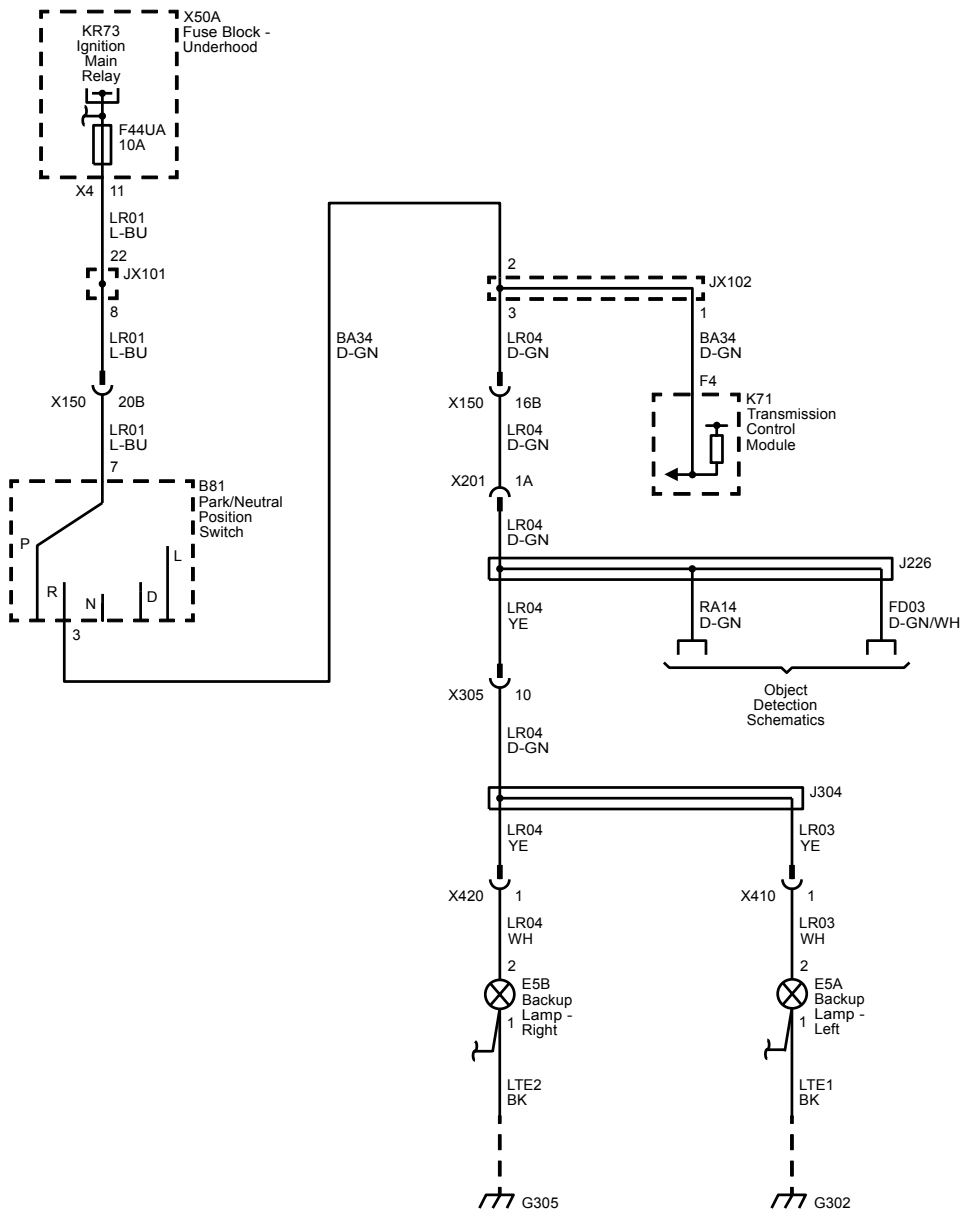 X50A
Fuse Block -
Underhood
KR73
Ignition
Main
Relay
F44UA
10A
X4 11
LR01
L-BU
22
JX101
8
LR01
L-BU
X150 20B
LR01
L-BU
7
B81
Park/Neutral
Position
Switch
P
R
N
D
L
3
BA34
D-GN
2
JX102
3
1
LR04
D-GN
BA34
D-GN
X150 16B
F4
K71
Transmission
Control
Module
LR04
D-GN
X201 1A
LR04
D-GN
J226
LR04
YE
RA14
D-GN
FD03
D-GN/WH
X305 10
Object
Detection
Schematics
LR04
D-GN
J304
LR04
YE
LR03
YE
X420 1
X410 1
LR04
WH
LR03
WH
2
E5B
Backup
Lamp -
Right
1
2
E5A
Backup
Lamp -
Left
1
LTE2
BK
LTE1
BK
G305
G302